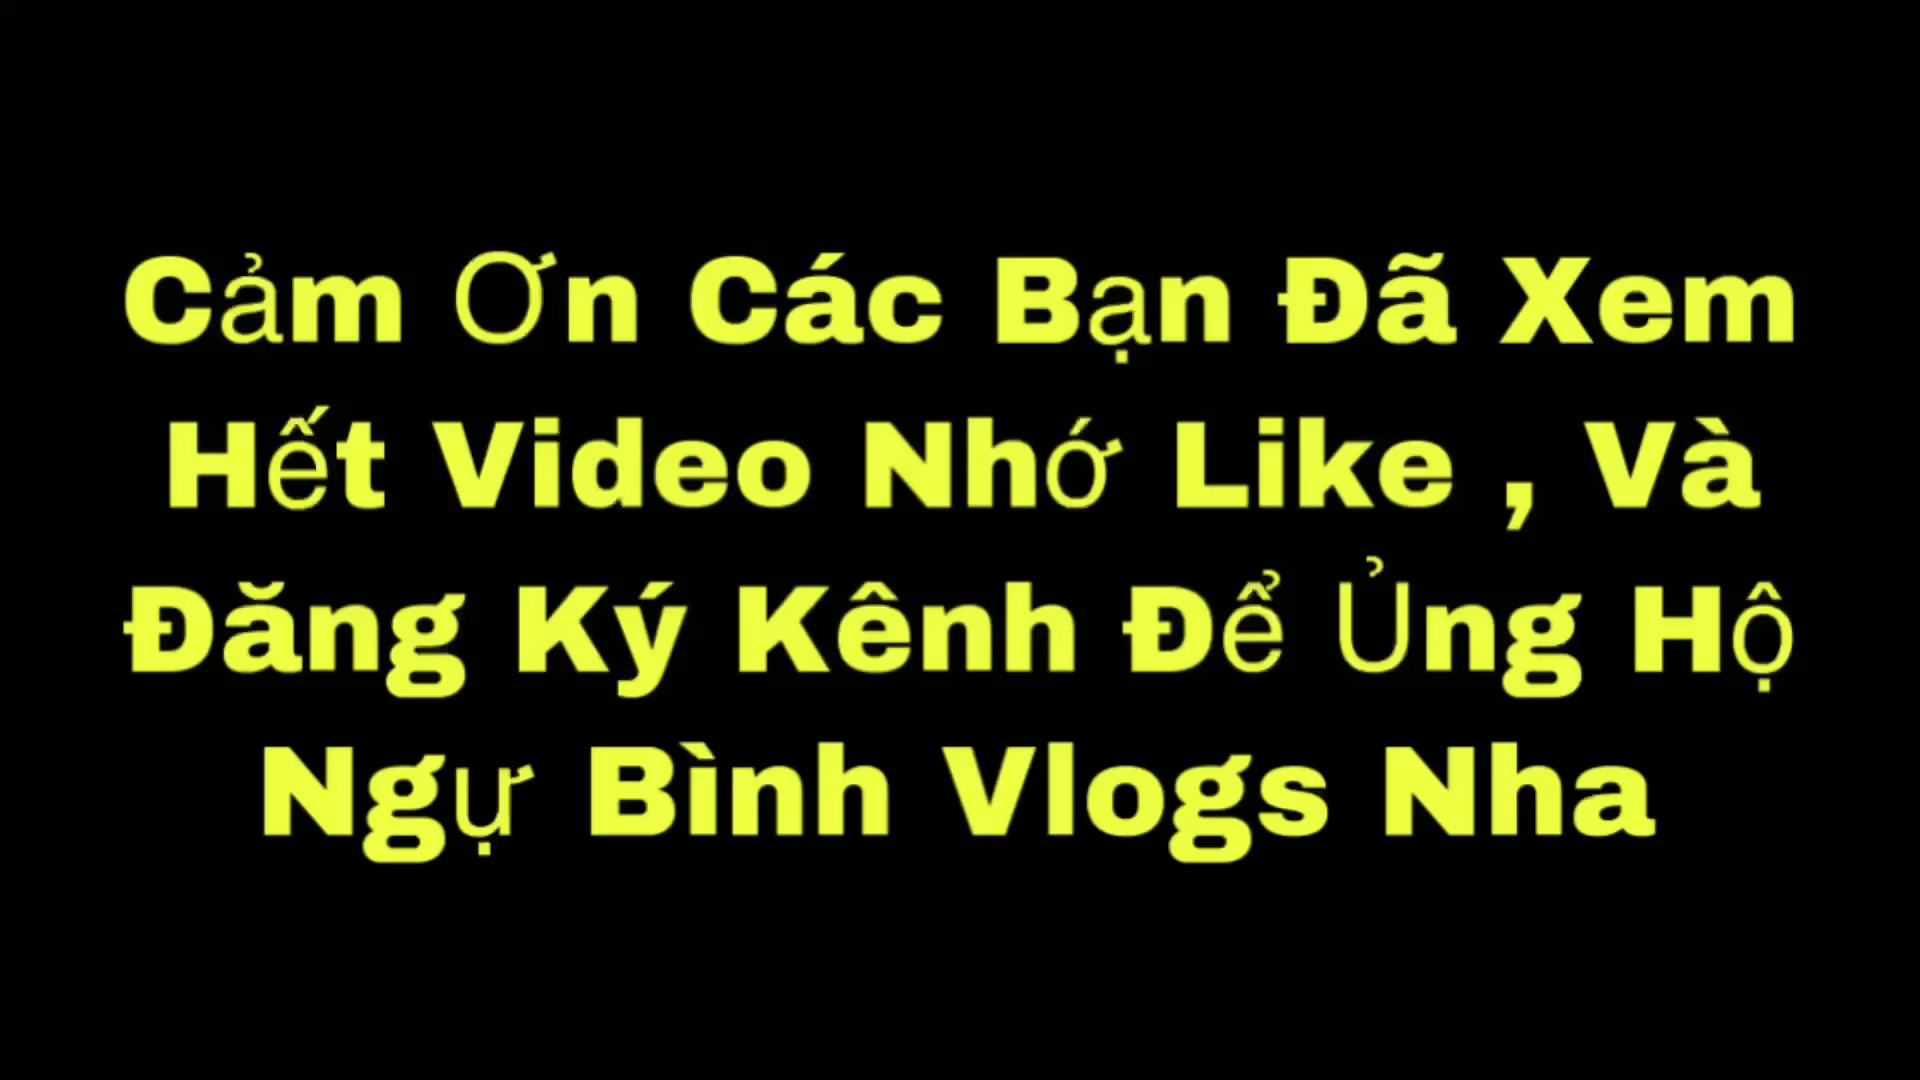 Cảm Ơn Các Bạn Đã Xem
Hết Video Nhớ Like , Và
Đăng Ký Kênh Để Ủng Hộ
Ngự Bình Vlogs Nha